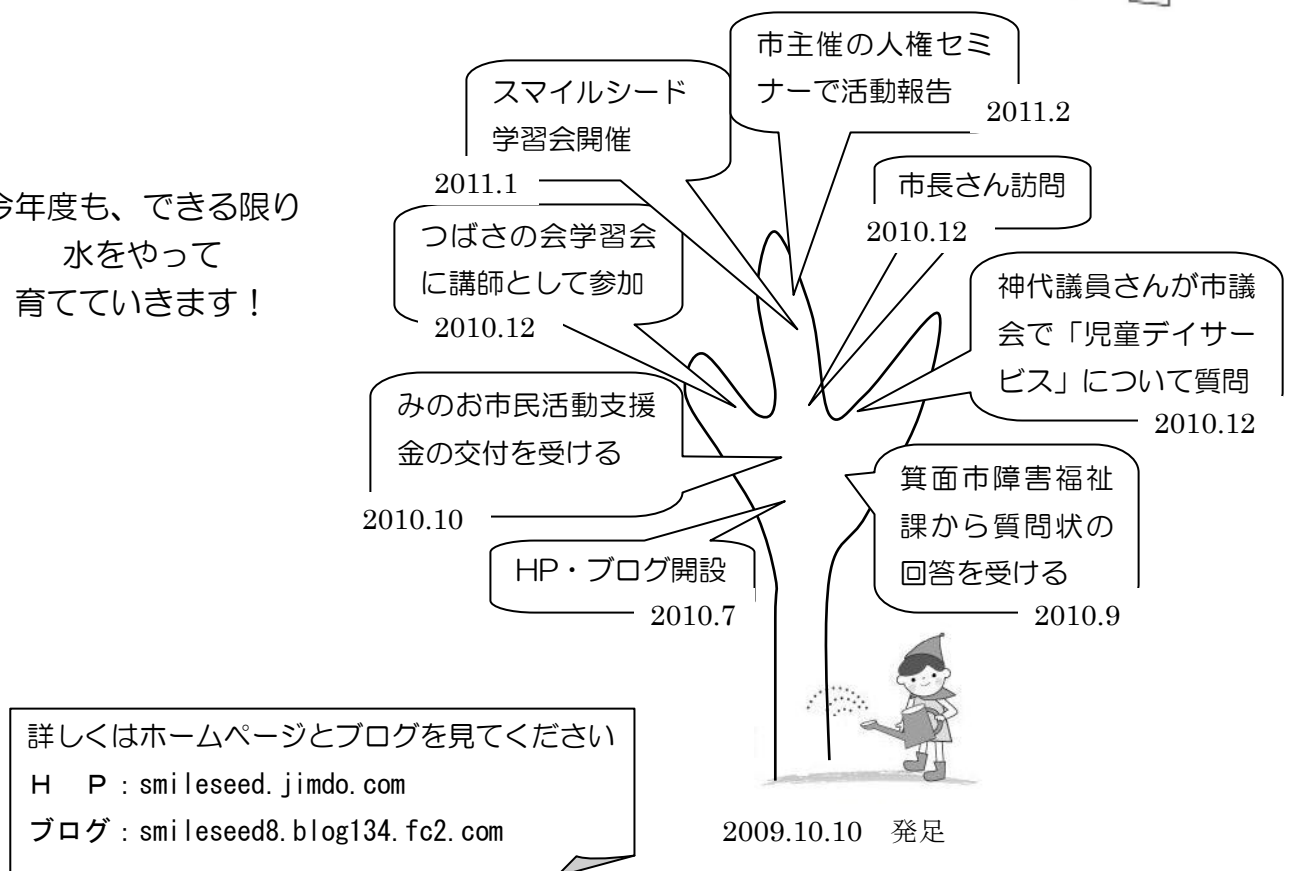 市主催の人権セミ
ナーで活動報告
2011.2
スマイルシード
学習会開催
2011.1
市長さん訪問
2010.12
今年度も、できる限り
水をやって
育てていきます！
つばさの会学習会
に講師として参加
2010.12
神代議員さんが市議
会で「児童デイサー
ビス」について質問
2010.12
みのお市民活動支援
金の交付を受ける
2010.10
箕面市障害福祉
課から質問状の
回答を受ける
2010.9
HP・ブログ開設
2010.7
詳しくはホームページとブログを見てください
Ｈ　Ｐ：smileseed.jimdo.com
ブログ：smileseed8.blog134.fc2.com
2009.10.10　発足